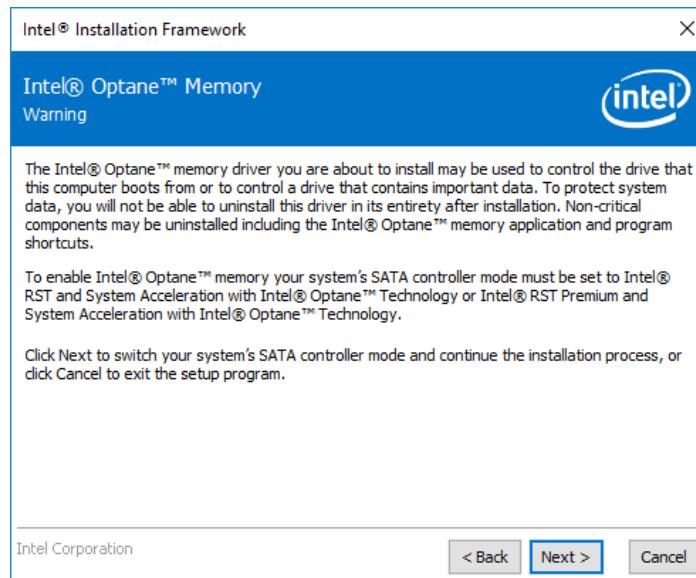 Intel® Installation Framework
Intel® Optane™ Memory
Warning
intel
The Intel® Optane™ memory driver you are about to install may be used to control the drive that
this computer boots from or to control a drive that contains important data. To protect system
data, you will not be able to uninstall this driver in its entirety after installation. Non-critical
components may be uninstalled including the Intel® Optane™ memory application and program
shortcuts.
To enable Intel® Optane™ memory your system's SATA controller mode must be set to Intel®
RST and System Acceleration with Intel® Optane™ Technology or Intel® RST Premium and
System Acceleration with Intel® Optane™ Technology.
Click Next to switch your system's SATA controller mode and continue the installation process, or
click Cancel to exit the setup program.
Intel Corporation
< Back Next > Cancel